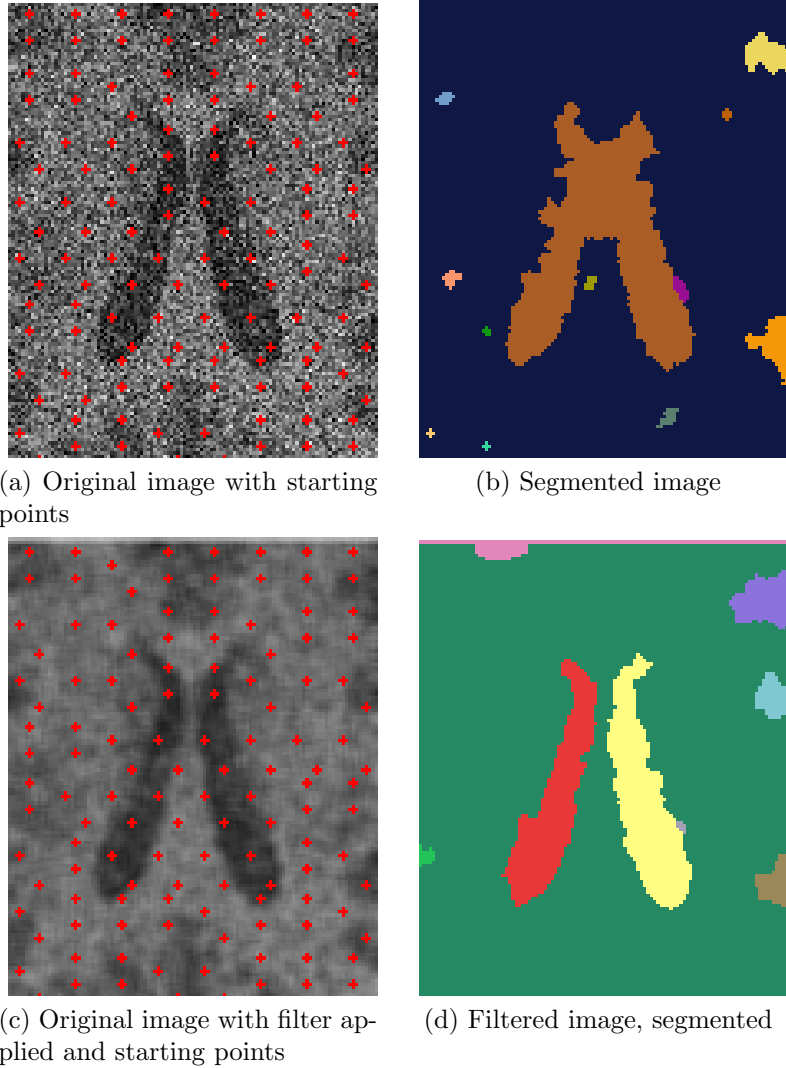 (a) Original image with starting
points
(b) Segmented image
(c) Original image with filter ap-
plied and starting points
(d) Filtered image, segmented